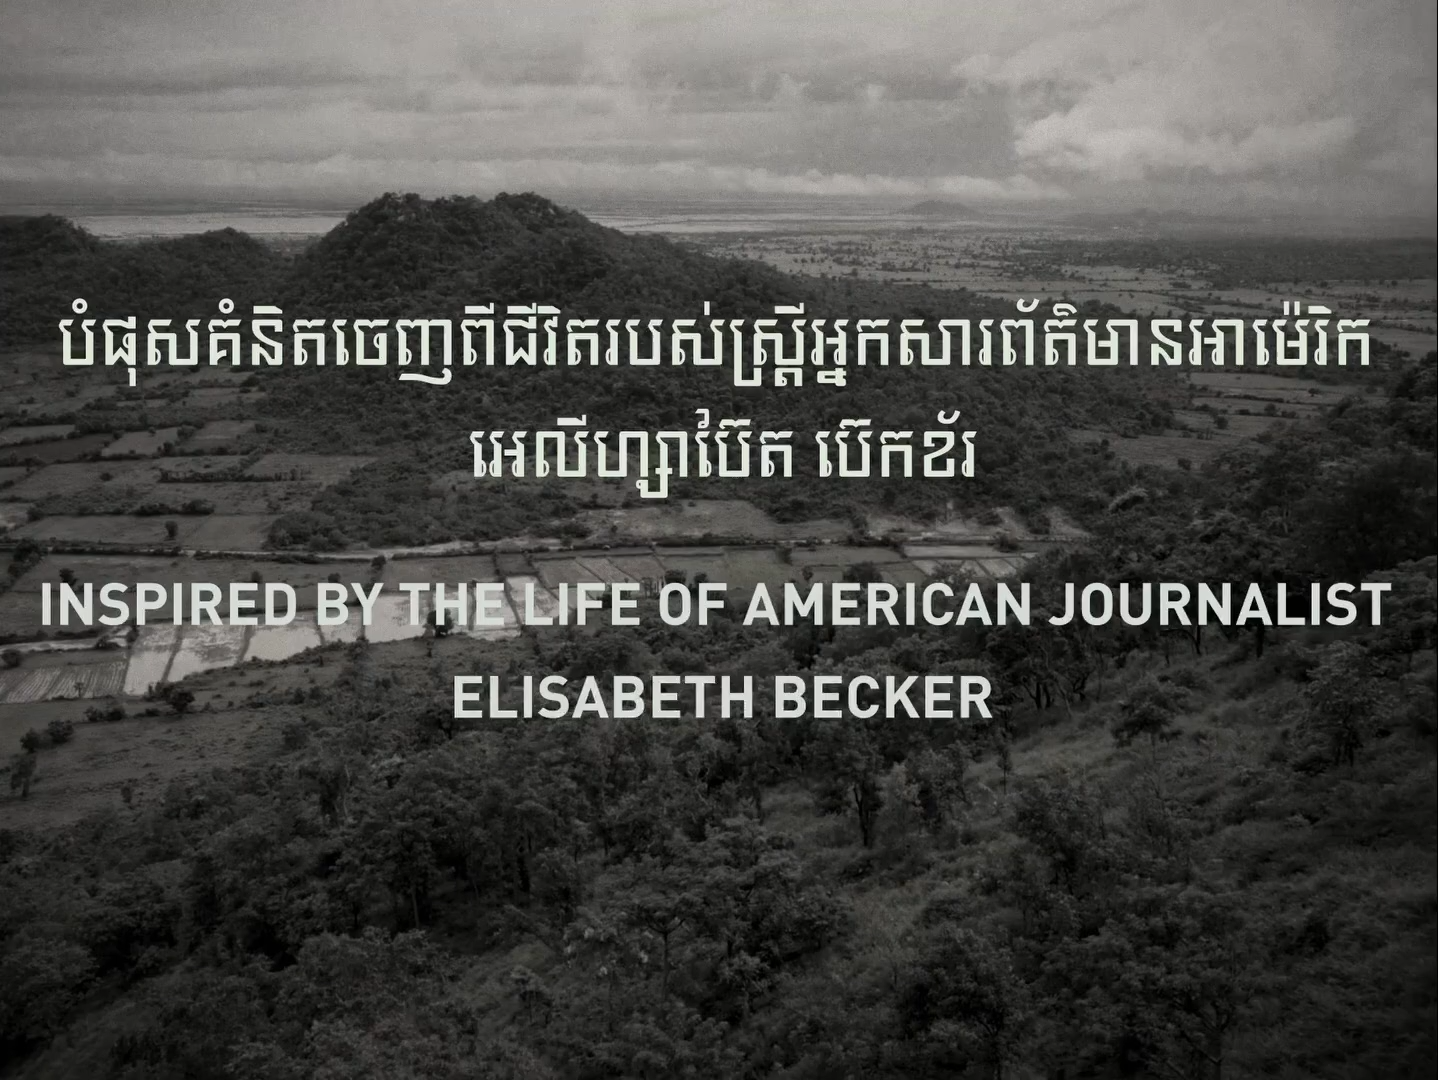 បំផុសគំនិតចេញពីជីវិតរបស់ស្ត្រីអ្នកសារព័ត៌មានអាម៉េរិក
អេលីហ្សាប៊ែត ប៊េកខ័រ
INSPIRED BY THE LIFE OF AMERICAN JOURNALIST
ELISABETH BECKER